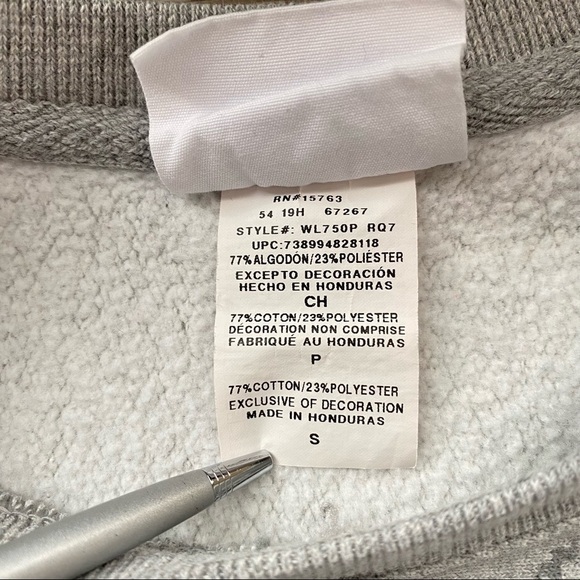 RN#15763
54 19H 67267
STYLE#: WL750P RQ7
UPC:738994828118
77%ALGODÓN/23%POLIÉSTER
EXCEPTO DECORACIÓN
HECHO EN HONDURAS
CH
77%COTON/23%POLYESTER
DÉCORATION NON COMPRISE
FABRIQUÉ AU HONDURAS
P
77%COTTON/23%POLYESTER
EXCLUSIVE OF DECORATION
MADE IN HONDURAS
S